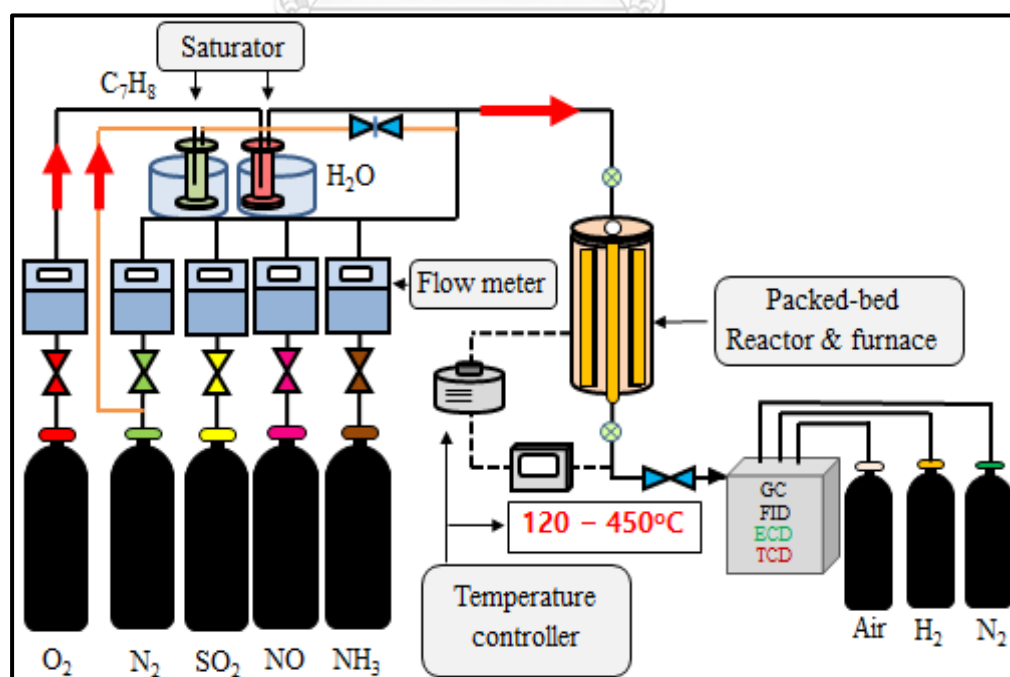 Saturator
C₇H₈
H₂O
Flow meter
Packed-bed
Reactor & furnace
120 – 450°C
GC
FID
ECD
TCD
Temperature
controller
Air
H₂
N₂
O₂
N₂
SO₂
NO
NH₃